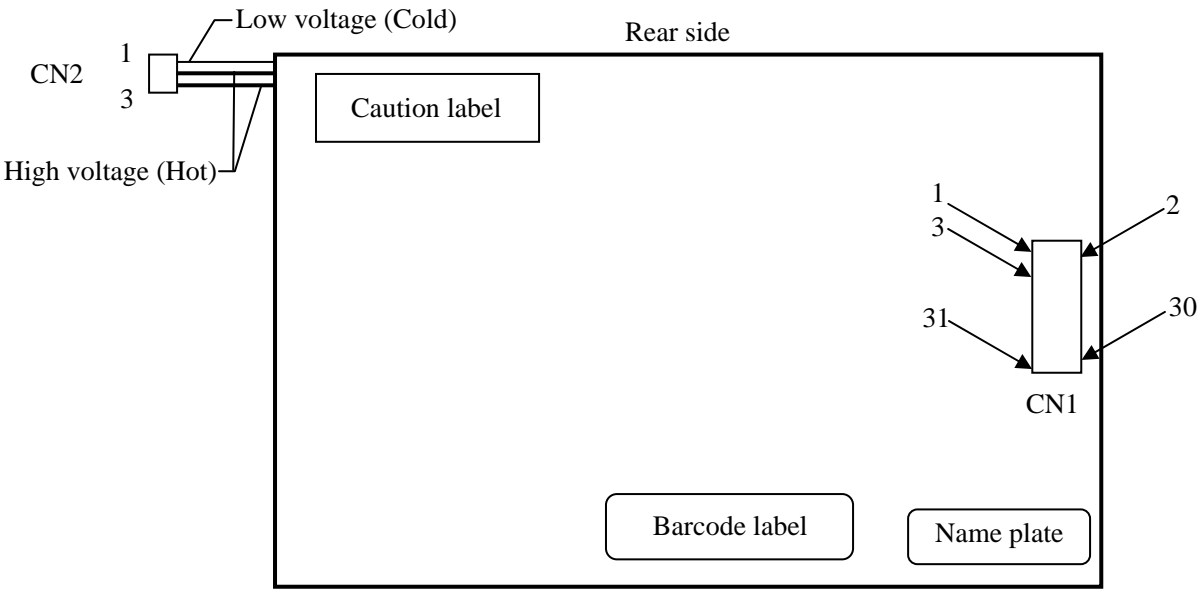 Low voltage (Cold)
Rear side
1
CN2
3
Caution label
High voltage (Hot)
1
2
3
31
30
CN1
Barcode label
Name plate